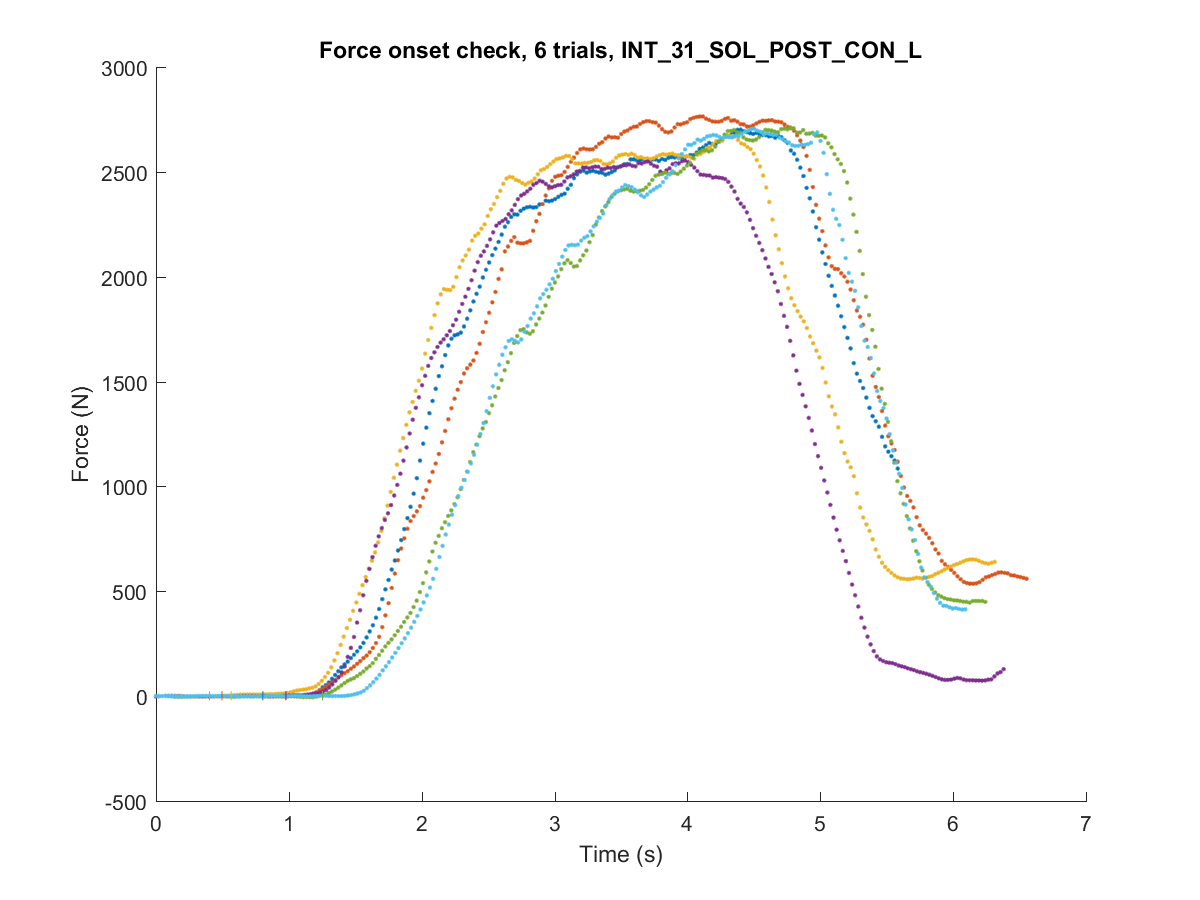 Force onset check, 6 trials, INT_31_SOL_POST_CON_L
3000
2500
2000
1500
1000
500
0
-500
Force (N)
0 1 2 3 4 5 6 7
Time (s)